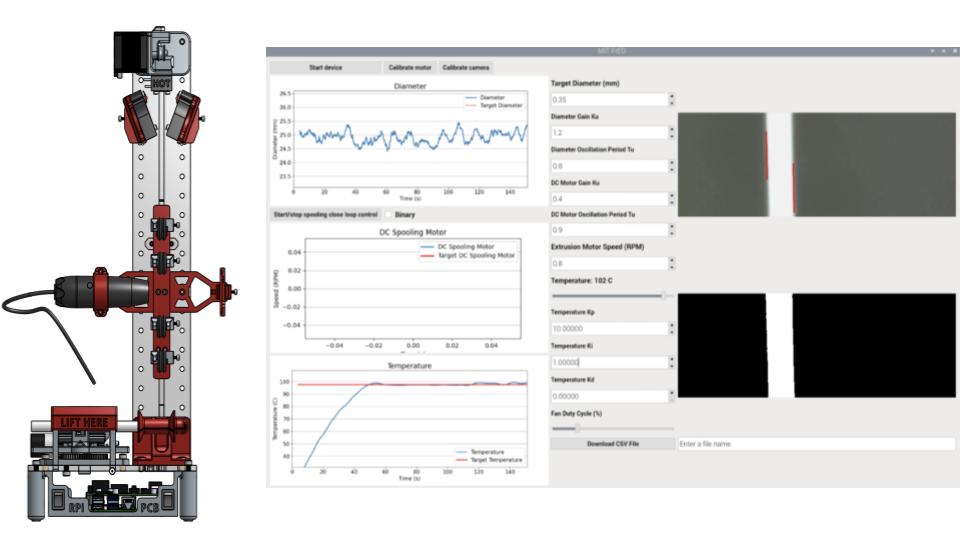 HOT
LIFT HERE
RPI
PCB
MIT FrED
Start device
Calibrate motor
Calibrate camera
Diameter
Diameter
Target Diameter
Diameter (mm)
26.5
26.0
25.5
25.0
24.5
24.0
23.5
0 20 40 60 80 100 120 140
Time (s)
Start/stop spooling close loop control
Binary
DC Spooling Motor
DC Spooling Motor
Target DC Spooling Motor
Speed (RPM)
0.04
0.02
0.00
−0.02
−0.04
−0.04 −0.02 0.00 0.02 0.04
Temperature
Temperature (C)
100
90
80
70
60
50
40
Temperature
Target Temperature
0 20 40 60 80 100 120 140
Time (s)
Target Diameter (mm)
0.35
Diameter Gain Ku
1.2
Diameter Oscillation Period Tu
0.8
DC Motor Gain Ku
0.4
DC Motor Oscillation Period Tu
0.9
Extrusion Motor Speed (RPM)
0.8
Temperature: 102 C
Temperature Kp
10.00000
Temperature Ki
1.00000
Temperature Kd
0.00000
Fan Duty Cycle (%)
Download CSV File
Enter a file name